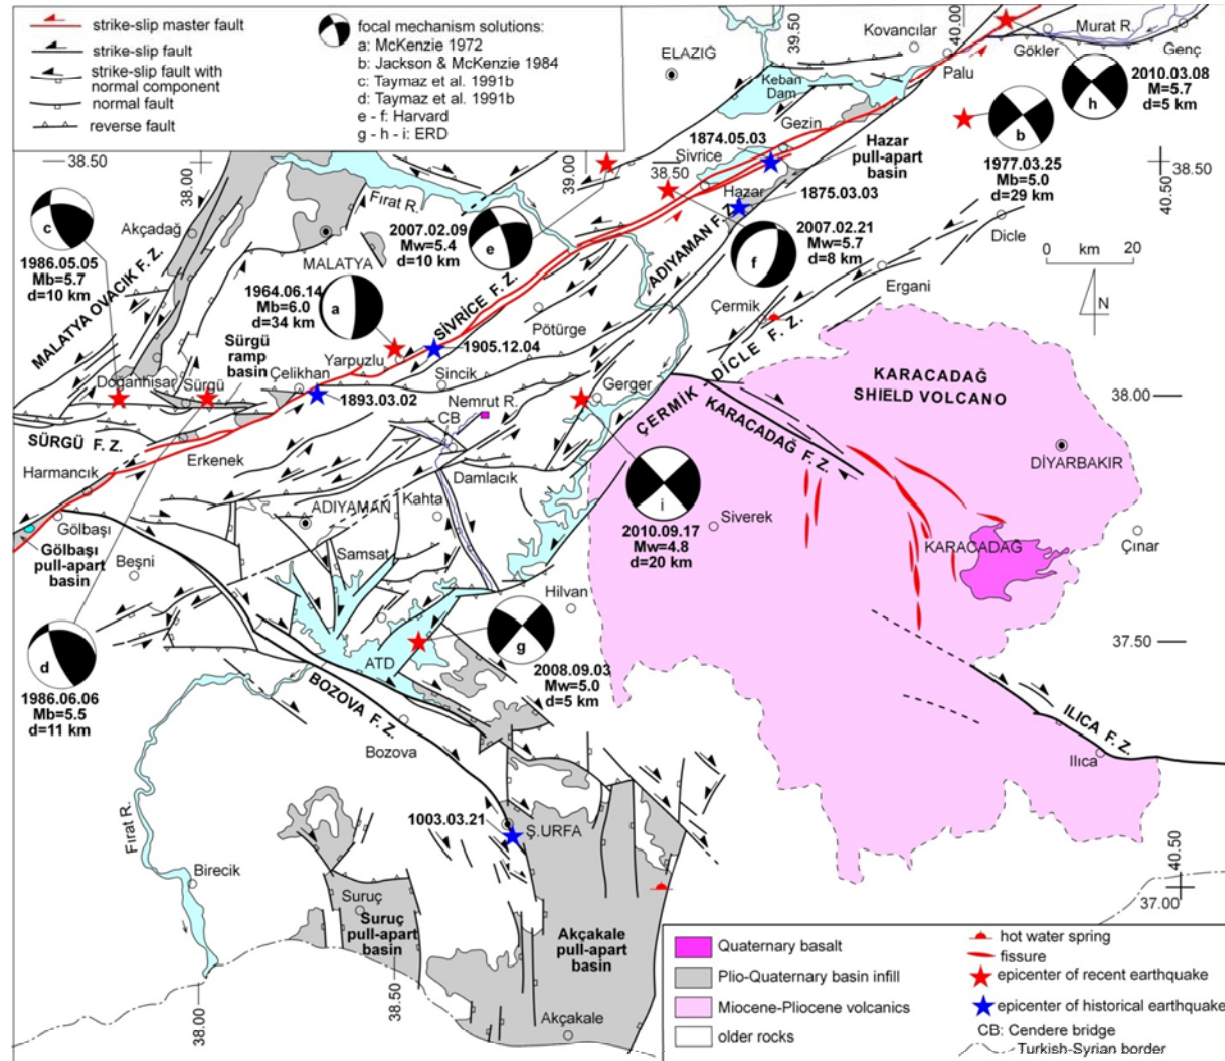 strike-slip master fault
strike-slip fault
strike-slip fault with
normal component
normal fault
reverse fault
focal mechanism solutions:
a: McKenzie 1972
b: Jackson & McKenzie 1984
c: Taymaz et al. 1991b
d: Taymaz et al. 1991b
e - f: Harvard
g - h - i: ERD
ELAZIĞ
39.50
Kovancılar
40.00
Murat R.
Gökler
Genç
Palu
Keban
Dam
h
2010.03.08
M=5.7
d=5 km
b
1977.03.25
Mb=5.0
d=29 km
Gezin
Hazar
pull-apart
basin
1874.05.03
Sivrice
38.50
38.00
39.00
38.50
38.50
40.50
Hazar
1875.03.03
Fırat R.
c
Akçadağ
1986.05.05
Mb=5.7
d=10 km
MALATYA
2007.02.09
Mw=5.4
d=10 km
e
ADIYAMAN F. Z.
f
2007.02.21
Mw=5.7
d=8 km
Dicle
0 km 20
N
Ergani
Çermik
MALATYA OVACIK F. Z.
1964.06.14
Mb=6.0
d=34 km
a
SİVRİCE F. Z.
Pötürge
Sürgü
ramp
basin
Yarpuzlu
1905.12.04
Doğanhisar
Sürgü
Çelikhan
Sincik
1893.03.02
Nemrut R.
CB
Gerger
ÇERMİK - DİCLE F. Z.
KARACADAĞ F. Z.
KARACADAĞ
SHIELD VOLCANO
38.00
DİYARBAKIR
SÜRGÜ F. Z.
Erkenek
Harmancık
Damlacık
Kahta
ADIYAMAN
Gölbaşı
Gölbaşı
pull-apart
basin
Beşni
Samsat
i
2010.09.17
Mw=4.8
d=20 km
Siverek
KARACADAĞ
Çınar
Hilvan
d
1986.06.06
Mb=5.5
d=11 km
ATD
g
2008.09.03
Mw=5.0
d=5 km
37.50
BOZOVA F. Z.
Bozova
ILICA F. Z.
Ilıca
Fırat R.
1003.03.21
Ş.URFA
Birecik
40.50
37.00
Suruç
Suruç
pull-apart
basin
Akçakale
pull-apart
basin
38.00
38.50
Akçakale
Quaternary basalt
Plio-Quaternary basin infill
Miocene-Pliocene volcanics
older rocks
hot water spring
fissure
epicenter of recent earthquake
epicenter of historical earthquake
CB: Cendere bridge
Turkish-Syrian border